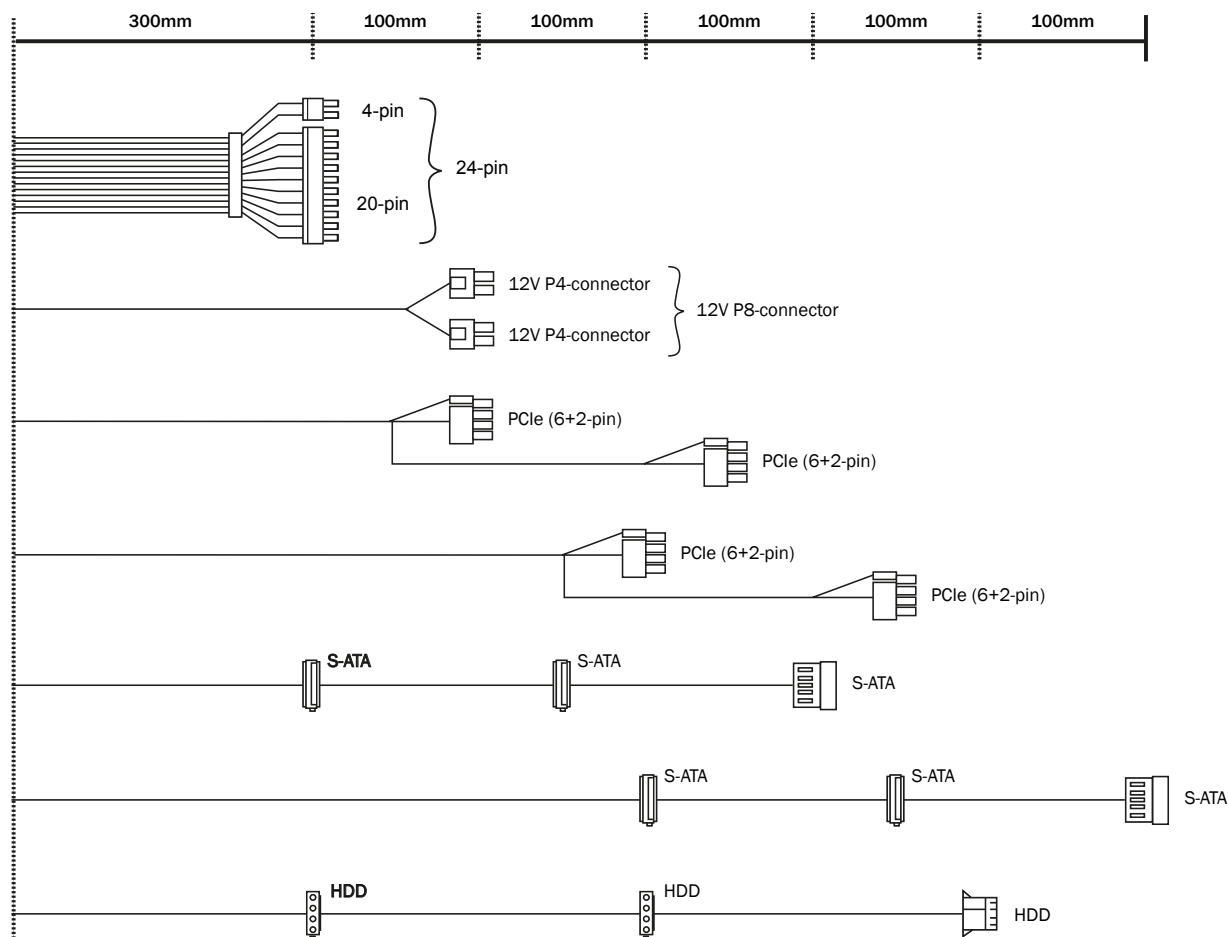 300mm 100mm 100mm 100mm 100mm 100mm
4-pin
24-pin
20-pin
12V P4-connector
12V P8-connector
12V P4-connector
PCIe (6+2-pin)
PCIe (6+2-pin)
PCIe (6+2-pin)
PCIe (6+2-pin)
S-ATA S-ATA
S-ATA
S-ATA S-ATA
S-ATA
HDD HDD
HDD